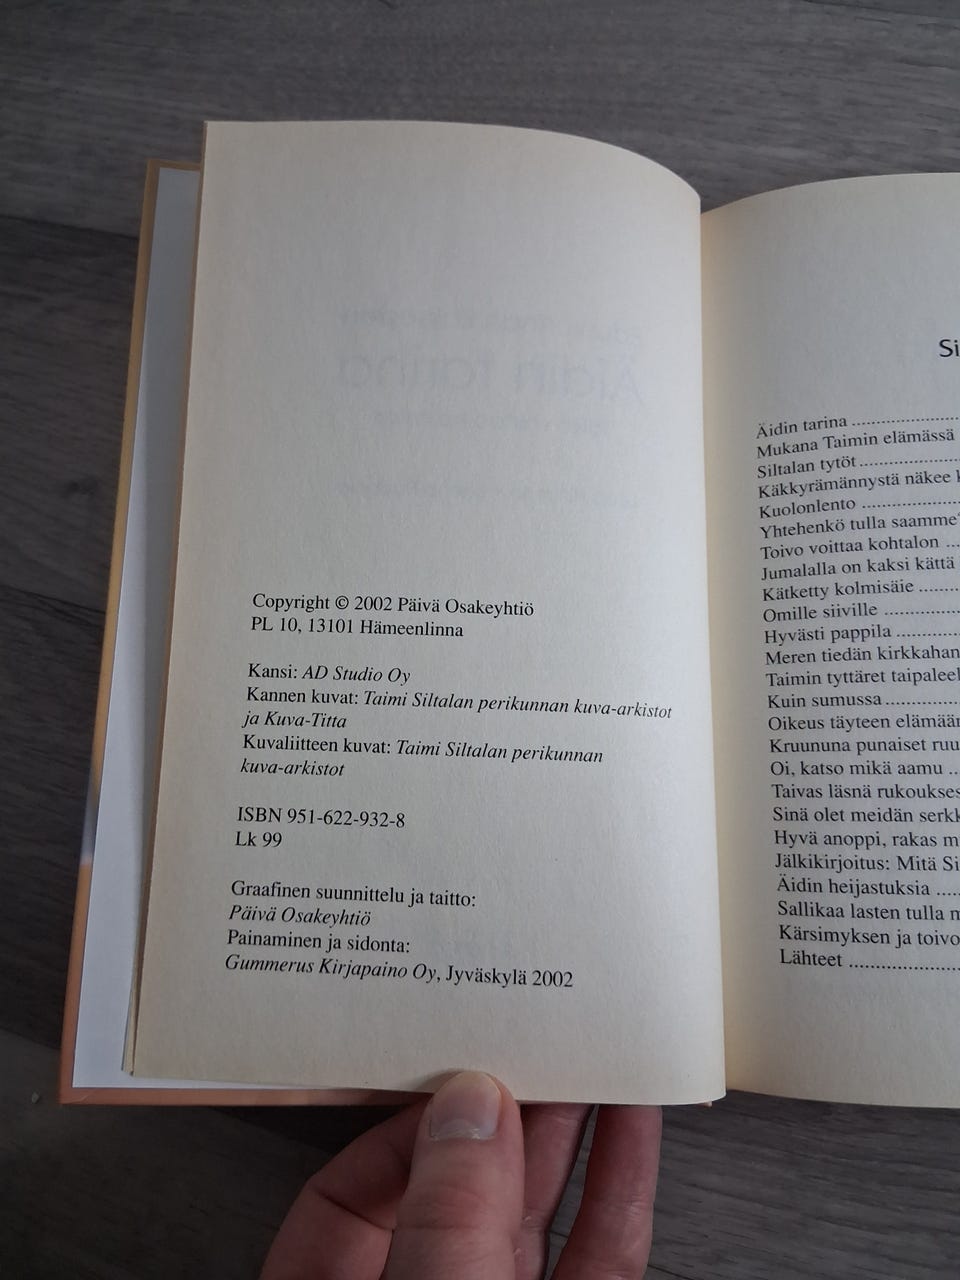 Copyright © 2002 Päivä Osakeyhtiö
PL 10, 13101 Hämeenlinna
Kansi: AD Studio Oy
Kannen kuvat: Taimi Siltalan perikunnan kuva-arkistot
ja Kuva-Titta
Kuvaliitteen kuvat: Taimi Siltalan perikunnan
kuva-arkistot
ISBN 951-622-932-8
Lk 99
Graafinen suunnittelu ja taitto:
Päivä Osakeyhtiö
Painaminen ja sidonta:
Gummerus Kirjapaino Oy, Jyväskylä 2002
Si
Äidin tarina
Mukana Taimin elämässä
Siltalan tytöt
Käkkyrämännystä näkee
Kuolonlento
Yhtehenkö tulla saamme
Toivo voittaa kohtalon
Jumalalla on kaksi kättä
Kätketty kolmisäie
Omille siiville
Hyvästi pappila
Meren tiedän kirkkahan
Taimin tyttäret taipaleel
Kuin sumussa
Oikeus täyteen elämään
Kruununa punaiset ruu
Oi, katso mikä aamu
Taivas läsnä rukoukses
Sinä olet meidän serkk
Hyvä anoppi, rakas m
Jälkikirjoitus: Mitä Si
Äidin heijastuksia
Sallikaa lasten tulla m
Kärsimyksen ja toivo
Lähteet